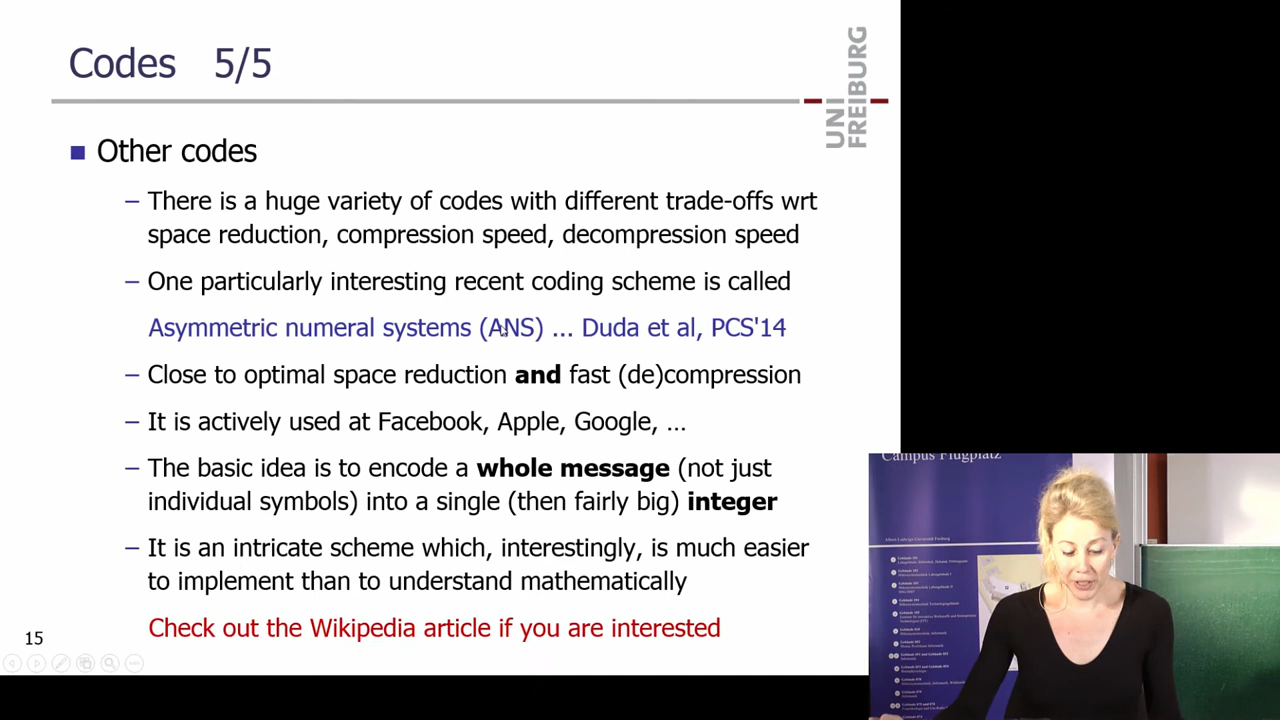 Codes 5/5
UNI
FREIBURG
Other codes
– There is a huge variety of codes with different trade-offs wrt
space reduction, compression speed, decompression speed
– One particularly interesting recent coding scheme is called
Asymmetric numeral systems (ANS) ... Duda et al, PCS'14
– Close to optimal space reduction and fast (de)compression
– It is actively used at Facebook, Apple, Google, ...
– The basic idea is to encode a whole message (not just
individual symbols) into a single (then fairly big) integer
– It is an intricate scheme which, interestingly, is much easier
to implement than to understand mathematically
Check out the Wikipedia article if you are interested
15
Campus Flugplatz
Albert-Ludwigs-Universität Freiburg